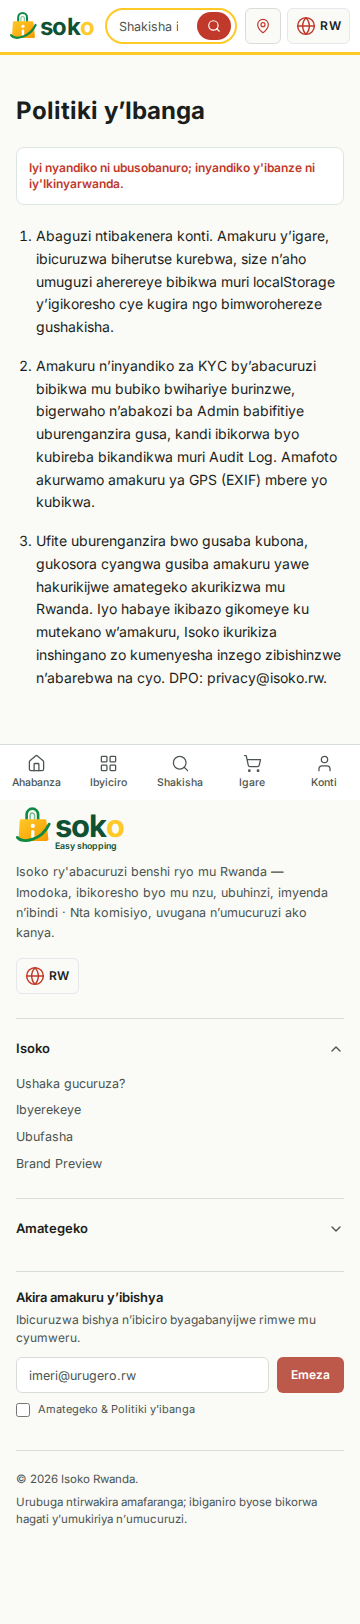 soko
Shakisha i
RW
Politiki y’Ibanga
Iyi nyandiko ni ubusobanuro; inyandiko y'ibanze ni
iy'Ikinyarwanda.
1. Abaguzi ntibakenera konti. Amakuru y’igare,
ibicuruzwa biherutse kurebwa, size n’aho
umuguzi aherereye bibikwa muri localStorage
y’igikoresho cye kugira ngo bimworohereze
gushakisha.
2. Amakuru n’inyandiko za KYC by’abacuruzi
bibikwa mu bubiko bwihariye burinzwe,
bigerwaho n’abakozi ba Admin babifitiye
uburenganzira gusa, kandi ibikorwa byo
kubireba bikandikwa muri Audit Log. Amafoto
akurwamo amakuru ya GPS (EXIF) mbere yo
kubikwa.
3. Ufite uburenganzira bwo gusaba kubona,
gukosora cyangwa gusiba amakuru yawe
hakurikijwe amategeko akurikizwa mu
Rwanda. Iyo habaye ikibazo gikomeye ku
mutekano w’amakuru, Isoko ikurikiza
inshingano zo kumenyesha inzego zibishinzwe
n’abarebwa na cyo. DPO: privacy@isoko.rw.
Ahabanza
Ibyiciro
Shakisha
Igare
Konti
soko
Easy shopping
Isoko ry'abacuruzi benshi ryo mu Rwanda —
Imodoka, ibikoresho byo mu nzu, ubuhinzi, imyenda
n’ibindi · Nta komisiyo, uvugana n’umucuruzi ako
kanya.
RW
Isoko
Ushaka gucuruza?
Ibyerekeye
Ubufasha
Brand Preview
Amategeko
Akira amakuru y’ibishya
Ibicuruzwa bishya n’ibiciro byagabanyijwe rimwe mu
cyumweru.
imeri@urugero.rw
Emeza
Amategeko & Politiki y’ibanga
© 2026 Isoko Rwanda.
Urubuga ntirwakira amafaranga; ibiganiro byose bikorwa
hagati y’umukiriya n’umucuruzi.